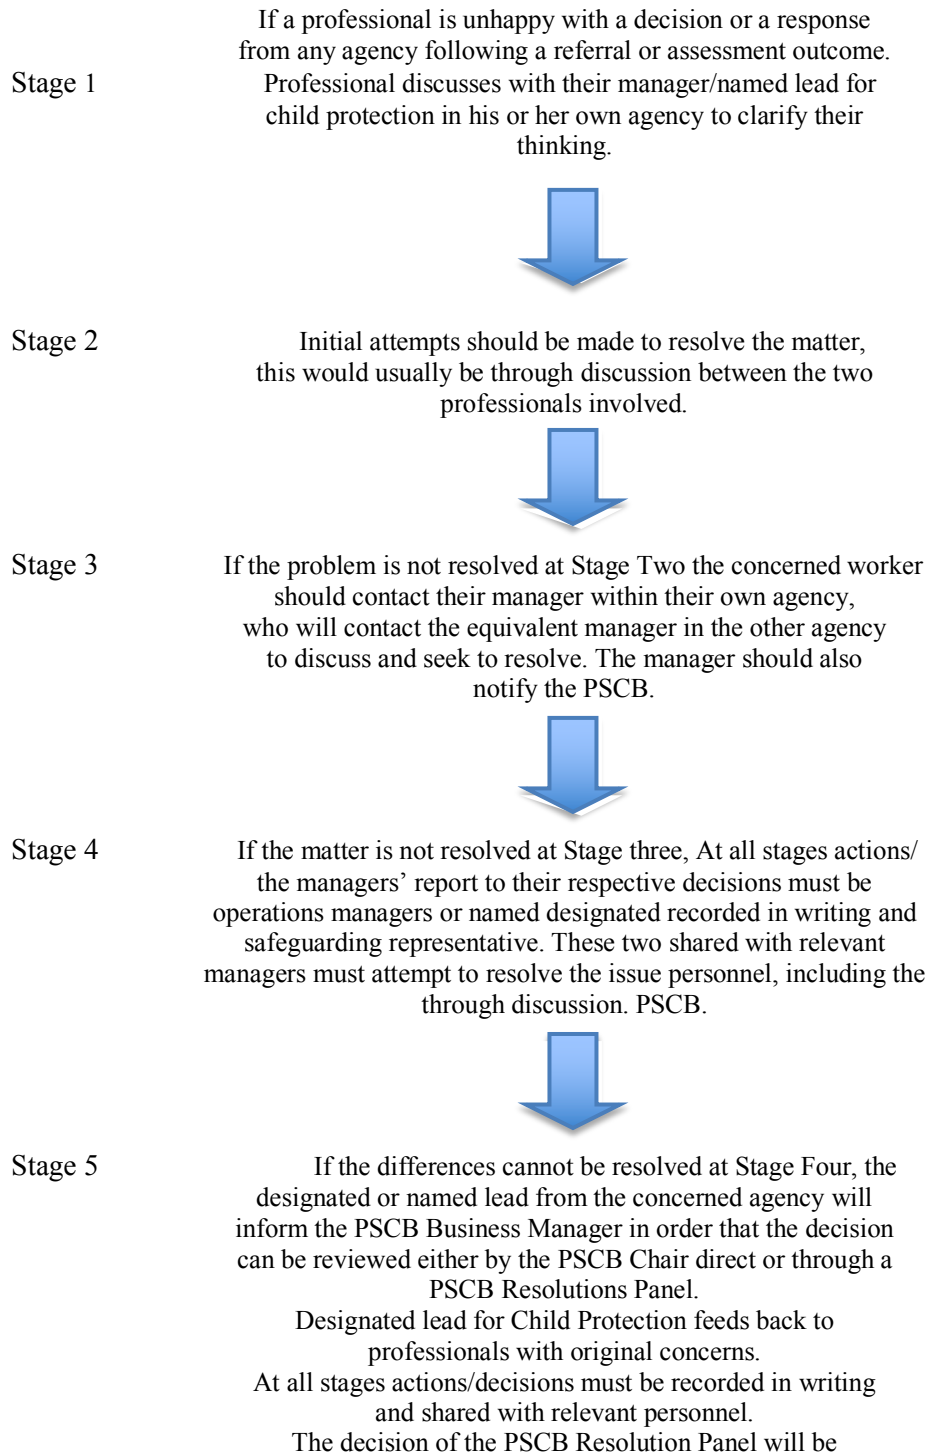 If a professional is unhappy with a decision or a response
from any agency following a referral or assessment outcome.
Stage 1 Professional discusses with their manager/named lead for
child protection in his or her own agency to clarify their
thinking.
Stage 2 Initial attempts should be made to resolve the matter,
this would usually be through discussion between the two
professionals involved.
Stage 3 If the problem is not resolved at Stage Two the concerned worker
should contact their manager within their own agency,
who will contact the equivalent manager in the other agency
to discuss and seek to resolve. The manager should also
notify the PSCB.
Stage 4 If the matter is not resolved at Stage three, At all stages actions/
the managers’ report to their respective decisions must be
operations managers or named designated recorded in writing and
safeguarding representative. These two shared with relevant
managers must attempt to resolve the issue personnel, including the
through discussion. PSCB.
Stage 5 If the differences cannot be resolved at Stage Four, the
designated or named lead from the concerned agency will
inform the PSCB Business Manager in order that the decision
can be reviewed either by the PSCB Chair direct or through a
PSCB Resolutions Panel.
Designated lead for Child Protection feeds back to
professionals with original concerns.
At all stages actions/decisions must be recorded in writing
and shared with relevant personnel.
The decision of the PSCB Resolution Panel will be